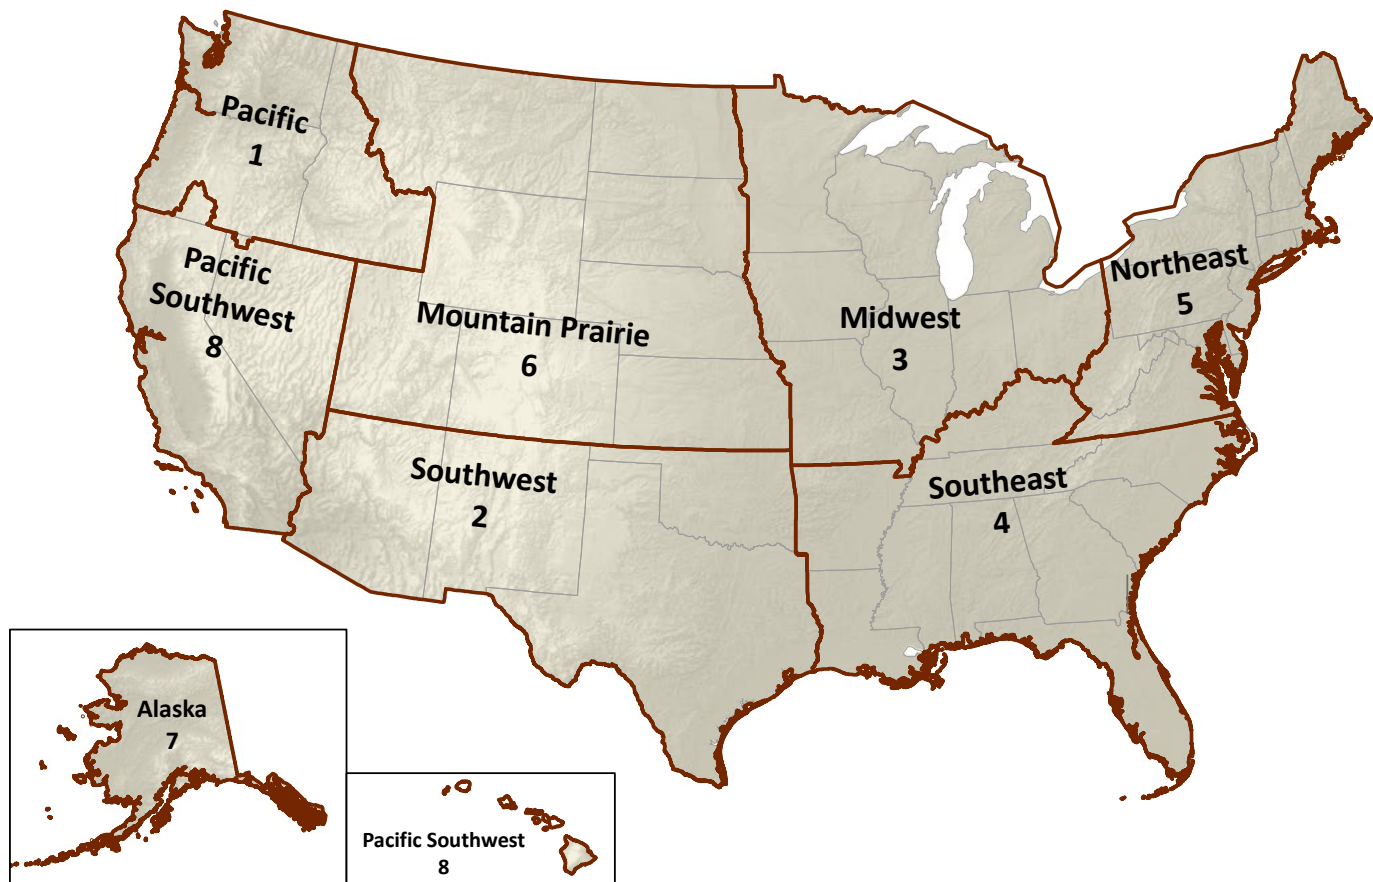 Pacific
1
Pacific
Southwest
8
Mountain Prairie
6
Midwest
3
Northeast
5
Southwest
2
Southeast
4
Alaska
7
Pacific Southwest
8